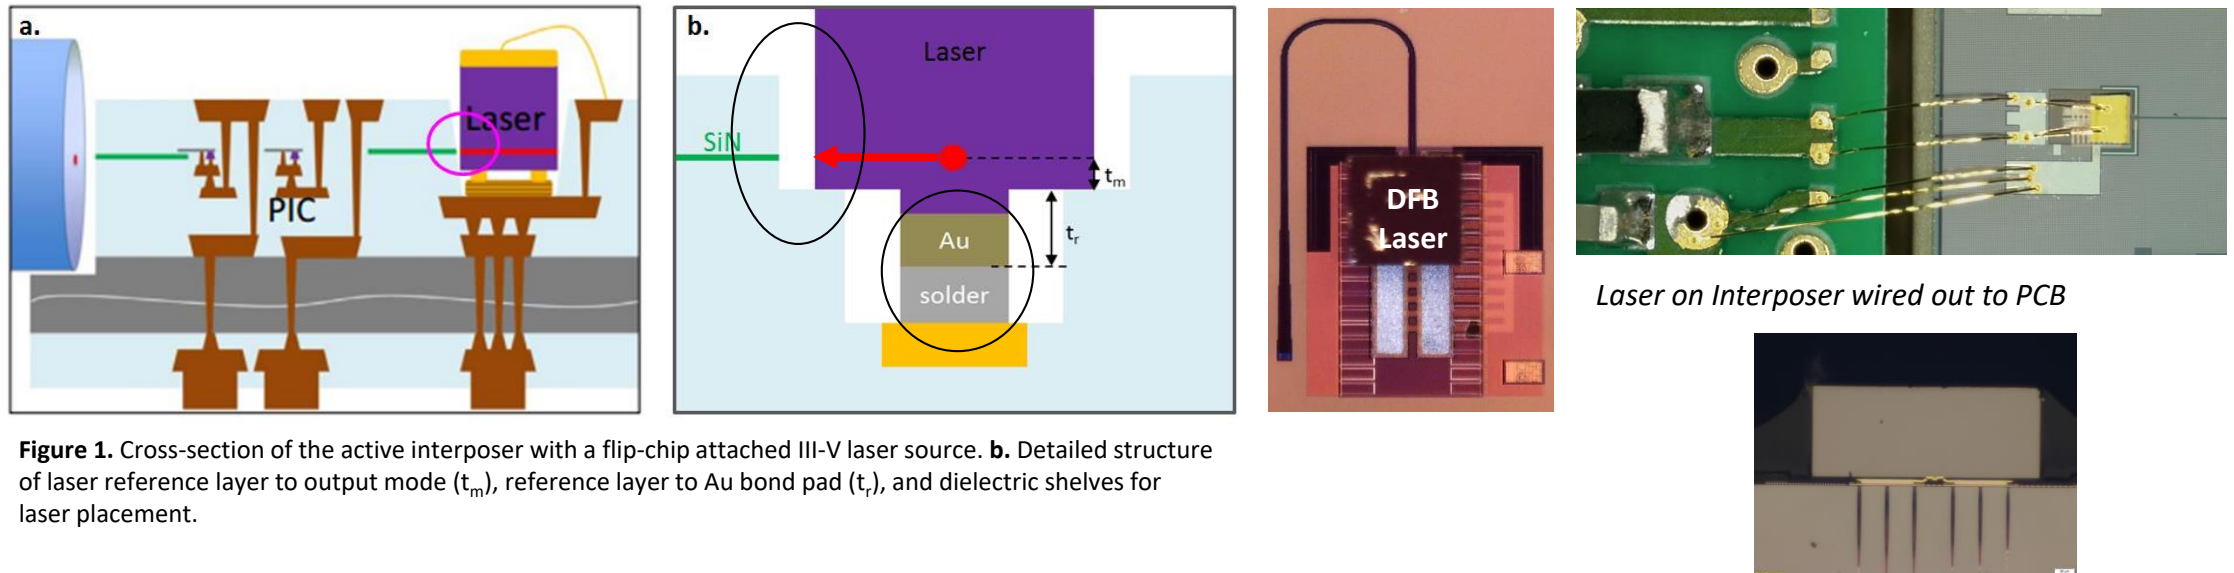 a.
Laser
PIC
b.
Laser
SiN
tₘ
Au
tᵣ
solder
DFB
Laser
Laser on Interposer wired out to PCB
Figure 1. Cross-section of the active interposer with a flip-chip attached III-V laser source. b. Detailed structure
of laser reference layer to output mode (tₘ), reference layer to Au bond pad (tᵣ), and dielectric shelves for
laser placement.